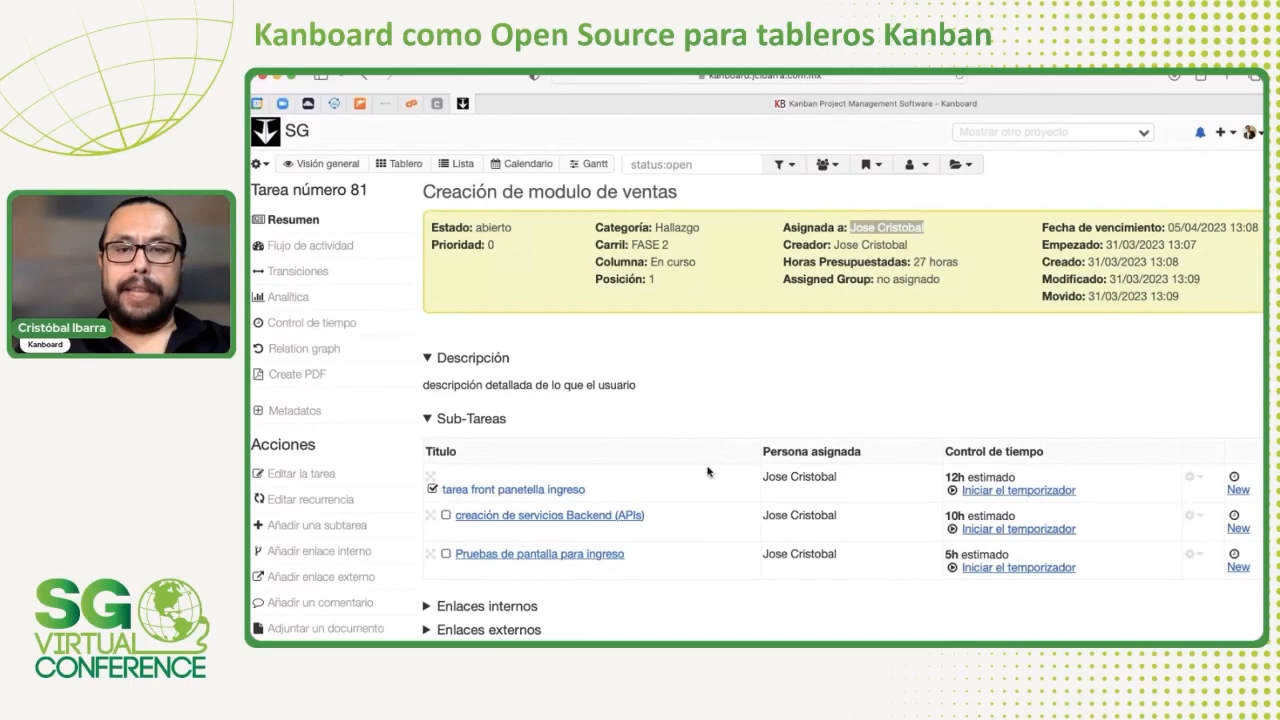 Kanboard como Open Source para tableros Kanban
kanboard.jcibarra.com.mx
KB Kanban Project Management Software - Kanboard
SG
Mostrar otro proyecto
Visión general
Tablero
Lista
Calendario
Gantt
status:open
Tarea número 81
Creación de modulo de ventas
Resumen
Flujo de actividad
Transiciones
Analítica
Control de tiempo
Relation graph
Create PDF
Metadatos
Acciones
Editar la tarea
Editar recurrencia
Añadir una subtarea
Añadir enlace interno
Añadir enlace externo
Añadir un comentario
Adjuntar un documento
Estado: abierto
Prioridad: 0
Categoría: Hallazgo
Carril: FASE 2
Columna: En curso
Posición: 1
Asignada a: Jose Cristobal
Creador: Jose Cristobal
Horas Presupuestadas: 27 horas
Assigned Group: no asignado
Fecha de vencimiento: 05/04/2023 13:08
Empezado: 31/03/2023 13:07
Creado: 31/03/2023 13:08
Modificado: 31/03/2023 13:09
Movido: 31/03/2023 13:09
Descripción
descripción detallada de lo que el usuario
Sub-Tareas
Titulo Persona asignada Control de tiempo
tarea front panetella ingreso Jose Cristobal 12h estimado
Iniciar el temporizador New
creación de servicios Backend (APIs) Jose Cristobal 10h estimado
Iniciar el temporizador New
Pruebas de pantalla para ingreso Jose Cristobal 5h estimado
Iniciar el temporizador New
Enlaces internos
Enlaces externos
Cristóbal Ibarra
Kanboard
SG
VIRTUAL
CONFERENCE